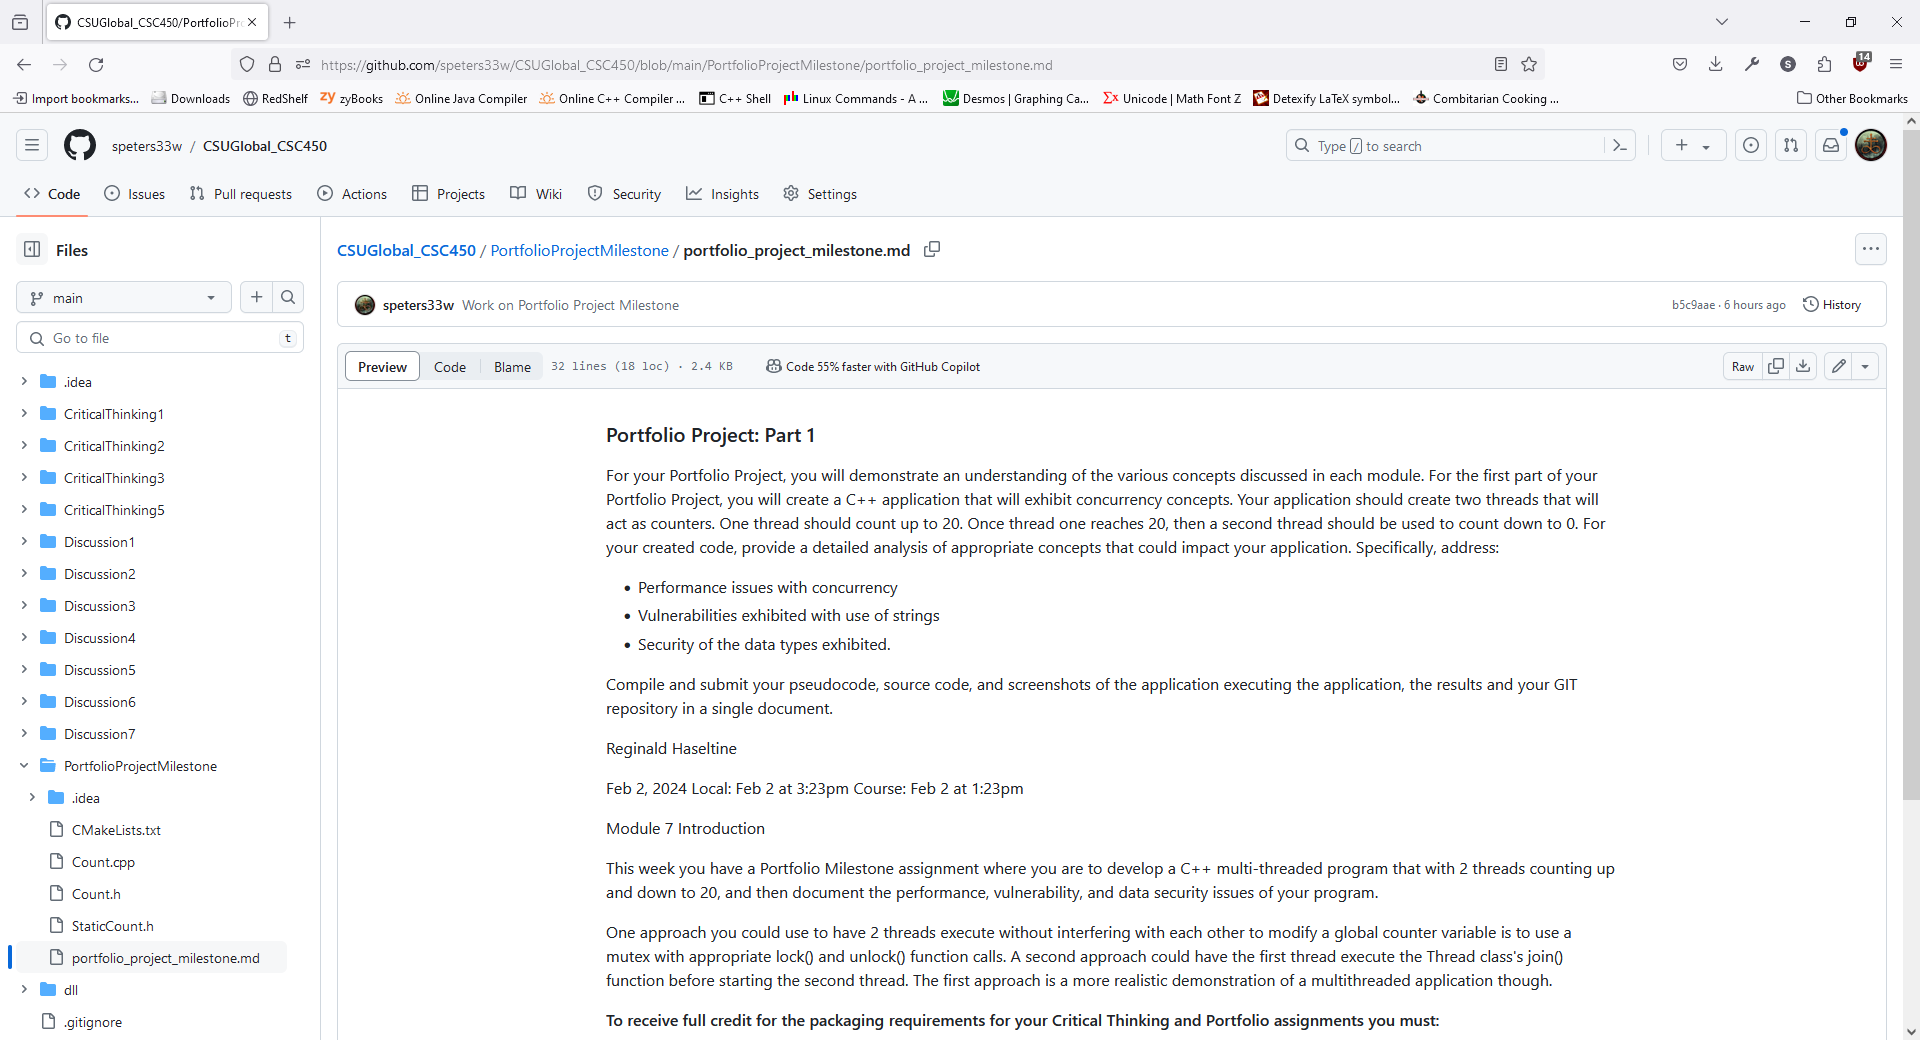 CSUGlobal_CSC450/PortfolioPr
https://github.com/speters33w/CSUGlobal_CSC450/blob/main/PortfolioProjectMilestone/portfolio_project_milestone.md
S
14
Import bookmarks...
Downloads
RedShelf
zyBooks
Online Java Compiler
Online C++ Compiler ...
C++ Shell
Linux Commands - A ...
Desmos | Graphing Ca...
Unicode | Math Font Z
Detexify LaTeX symbol...
Combitarian Cooking ...
Other Bookmarks
speters33w / CSUGlobal_CSC450
Type / to search
Code
Issues
Pull requests
Actions
Projects
Wiki
Security
Insights
Settings
Files
main
Go to file
t
.idea
CriticalThinking1
CriticalThinking2
CriticalThinking3
CriticalThinking5
Discussion1
Discussion2
Discussion3
Discussion4
Discussion5
Discussion6
Discussion7
PortfolioProjectMilestone
.idea
CMakeLists.txt
Count.cpp
Count.h
StaticCount.h
portfolio_project_milestone.md
dll
.gitignore
CSUGlobal_CSC450 / PortfolioProjectMilestone / portfolio_project_milestone.md
speters33w Work on Portfolio Project Milestone
b5c9aae · 6 hours ago
History
Preview
Code
Blame
32 lines (18 loc) · 2.4 KB
Code 55% faster with GitHub Copilot
Raw
Portfolio Project: Part 1
For your Portfolio Project, you will demonstrate an understanding of the various concepts discussed in each module. For the first part of your
Portfolio Project, you will create a C++ application that will exhibit concurrency concepts. Your application should create two threads that will
act as counters. One thread should count up to 20. Once thread one reaches 20, then a second thread should be used to count down to 0. For
your created code, provide a detailed analysis of appropriate concepts that could impact your application. Specifically, address:
• Performance issues with concurrency
• Vulnerabilities exhibited with use of strings
• Security of the data types exhibited.
Compile and submit your pseudocode, source code, and screenshots of the application executing the application, the results and your GIT
repository in a single document.
Reginald Haseltine
Feb 2, 2024 Local: Feb 2 at 3:23pm Course: Feb 2 at 1:23pm
Module 7 Introduction
This week you have a Portfolio Milestone assignment where you are to develop a C++ multi-threaded program that with 2 threads counting up
and down to 20, and then document the performance, vulnerability, and data security issues of your program.
One approach you could use to have 2 threads execute without interfering with each other to modify a global counter variable is to use a
mutex with appropriate lock() and unlock() function calls. A second approach could have the first thread execute the Thread class's join()
function before starting the second thread. The first approach is a more realistic demonstration of a multithreaded application though.
To receive full credit for the packaging requirements for your Critical Thinking and Portfolio assignments you must: